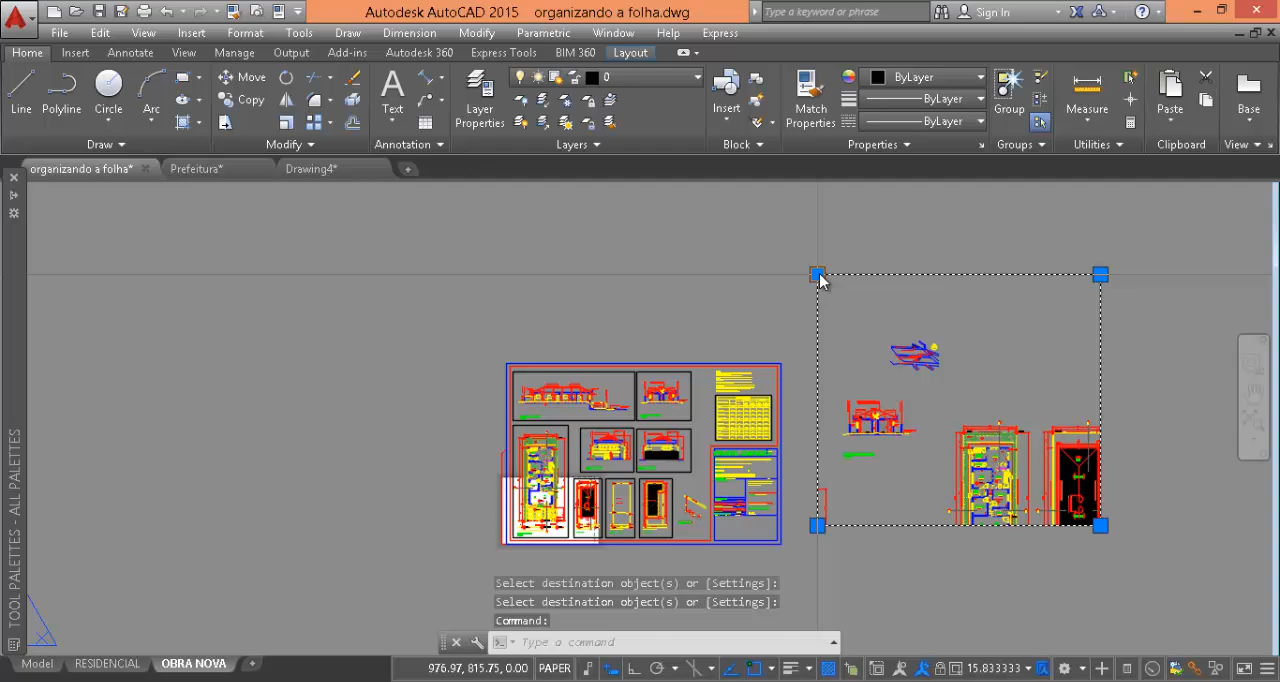 Autodesk AutoCAD 2015 organizando a folha.dwg
Type a keyword or phrase
Sign In
File Edit View Insert Format Tools Draw Dimension Modify Parametric Window Help Express
Home Insert Annotate View Manage Output Add-ins Autodesk 360 Express Tools BIM 360 Layout
Move
0
ByLayer
Copy
ByLayer
ByLayer
Line Polyline Circle Arc
Text
Layer Properties
Insert
Match Properties
Group
Measure
Paste
Base
Draw Modify Annotation Layers Block Properties Groups Utilities Clipboard View
organizando a folha* Prefeitura* Drawing4*
TOOL PALETTES - ALL PALETTES
Select destination object(s) or [Settings]:
Select destination object(s) or [Settings]:
Command:
Type a command
Model RESIDENCIAL OBRA NOVA
976.97, 815.75, 0.00 PAPER
15.833333